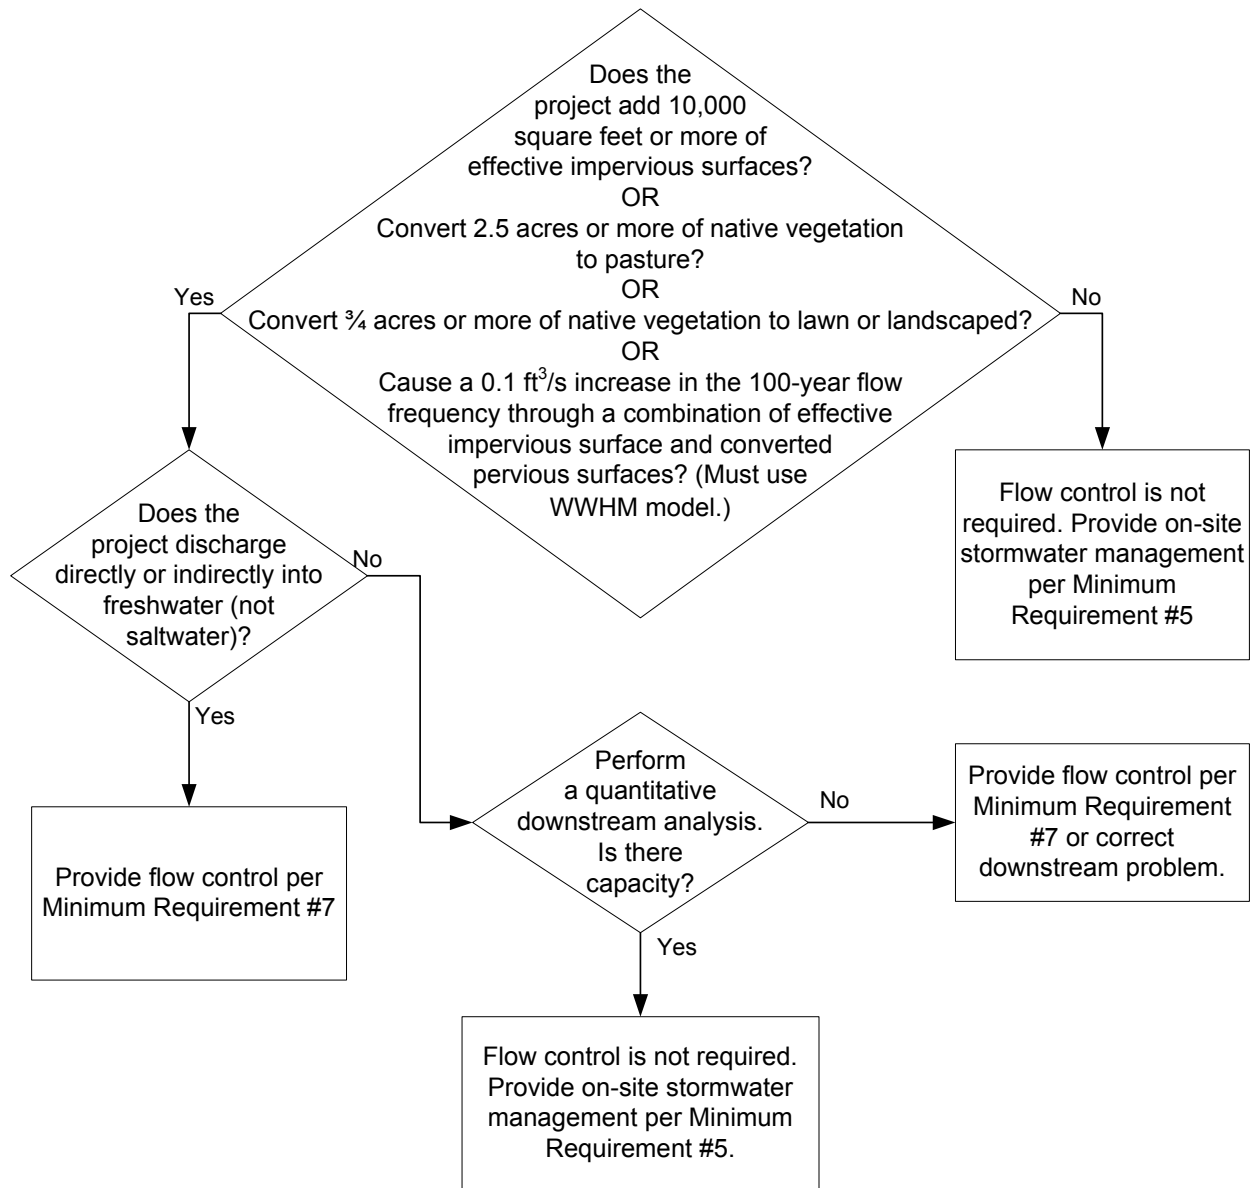 Does the
project add 10,000
square feet or more of
effective impervious surfaces?
OR
Convert 2.5 acres or more of native vegetation
to pasture?
OR
Convert ¾ acres or more of native vegetation to lawn or landscaped?
OR
Cause a 0.1 ft³/s increase in the 100-year flow
frequency through a combination of effective
impervious surface and converted
pervious surfaces? (Must use
WWHM model.)
Yes
No
Does the
project discharge
directly or indirectly into
freshwater (not
saltwater)?
No
Yes
Flow control is not
required. Provide on-site
stormwater management
per Minimum
Requirement #5
Provide flow control per
Minimum Requirement #7
Perform
a quantitative
downstream analysis.
Is there
capacity?
No
Yes
Provide flow control per
Minimum Requirement
#7 or correct
downstream problem.
Flow control is not required.
Provide on-site stormwater
management per Minimum
Requirement #5.